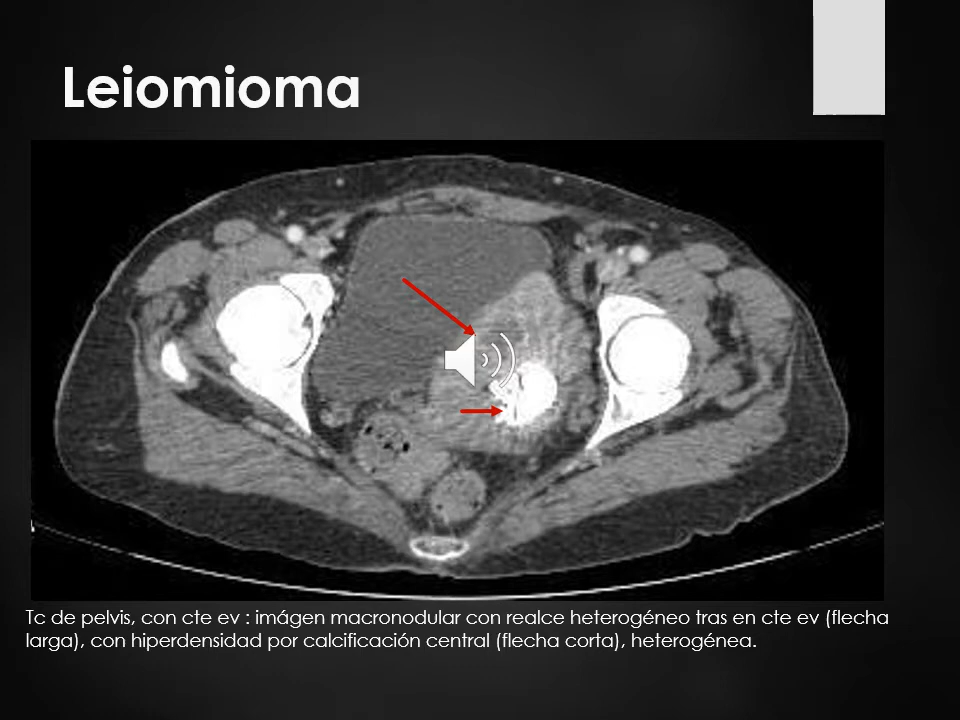 Leiomioma
Tc de pelvis, con cte ev : imágen macronodular con realce heterogéneo tras en cte ev (flecha
larga), con hiperdensidad por calcificación central (flecha corta), heterogénea.